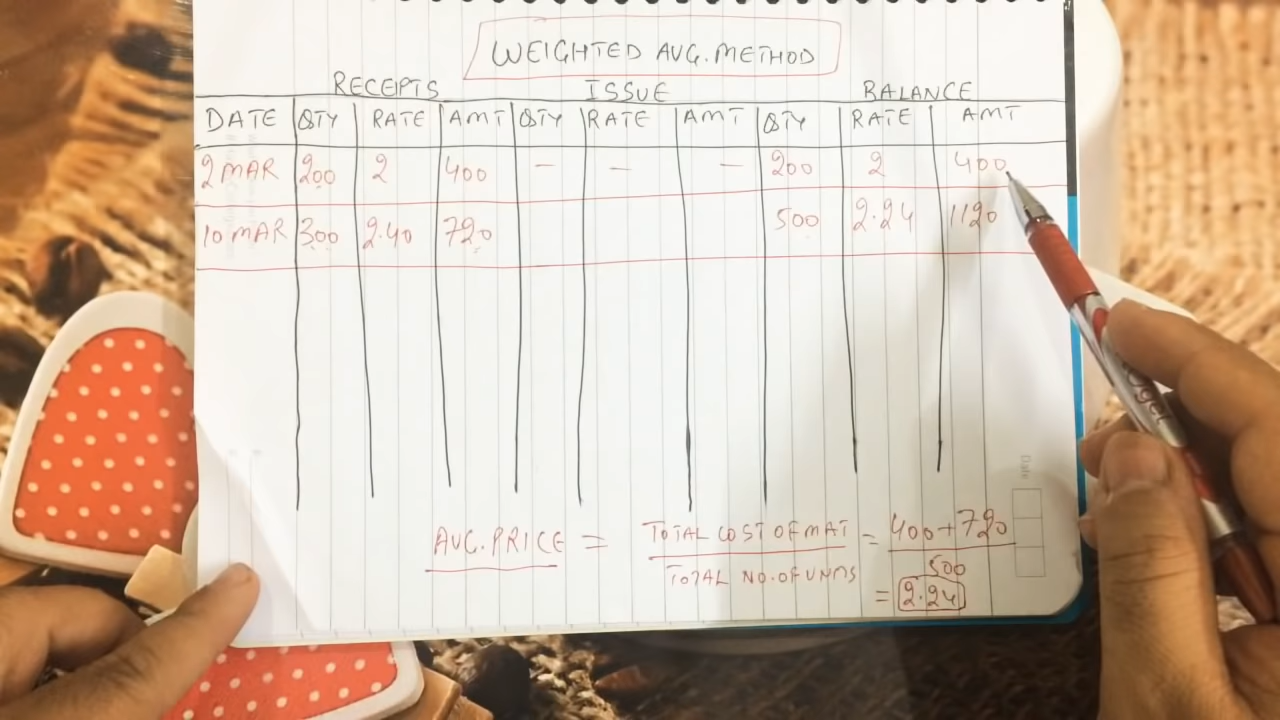 WEIGHTED AVG. METHOD
RECEIPTS ISSUE BALANCE
DATE QTY RATE AMT QTY RATE AMT QTY RATE AMT
2 MAR 200 2 400 — — — 200 2 400
10 MAR 300 2.40 720 500 2.24 1120
AVG. PRICE = TOTAL COST OF MAT = 400+720
TOTAL NO. OF UNITS 500
= 2.24
Date